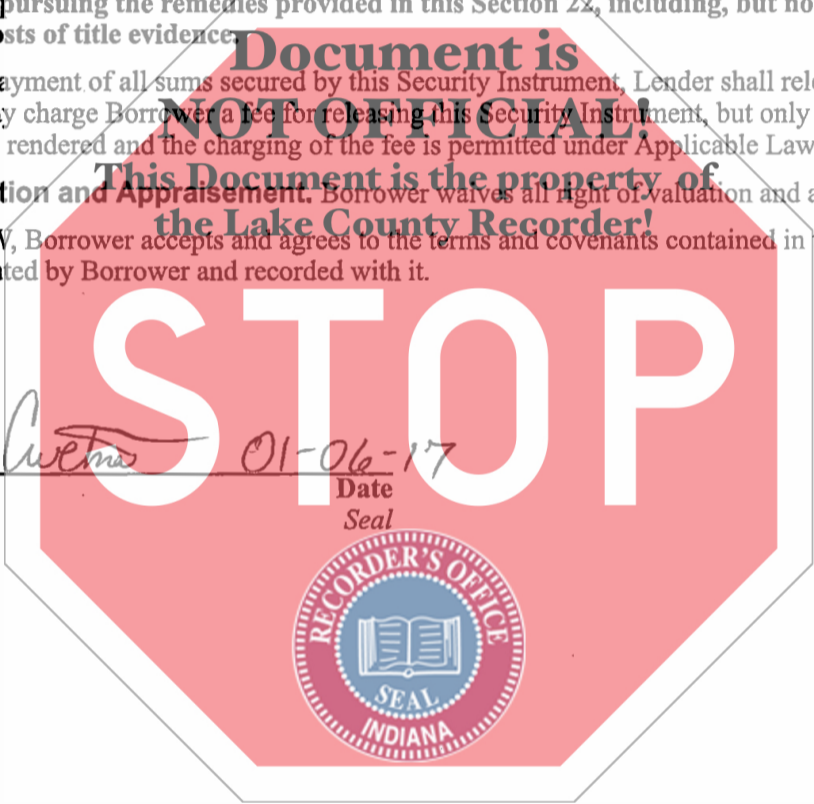 pursuing the remedies provided in this Section 22, including, but no
sts of title evidence.
Document is
ayment of all sums secured by this Security Instrument, Lender shall rel
y charge Borrower a fee for releasing this Security Instrument, but only
NOT OFFICIAL!
rendered and the charging of the fee is permitted under Applicable Law
This Document is the property of
tion and Appraisement. Borrower waives all right of valuation and a
the Lake County Recorder!
, Borrower accepts and agrees to the terms and covenants contained in
ted by Borrower and recorded with it.
STOP
01-06-17
Date
Seal
RECORDER'S OFFICE
SEAL
INDIANA